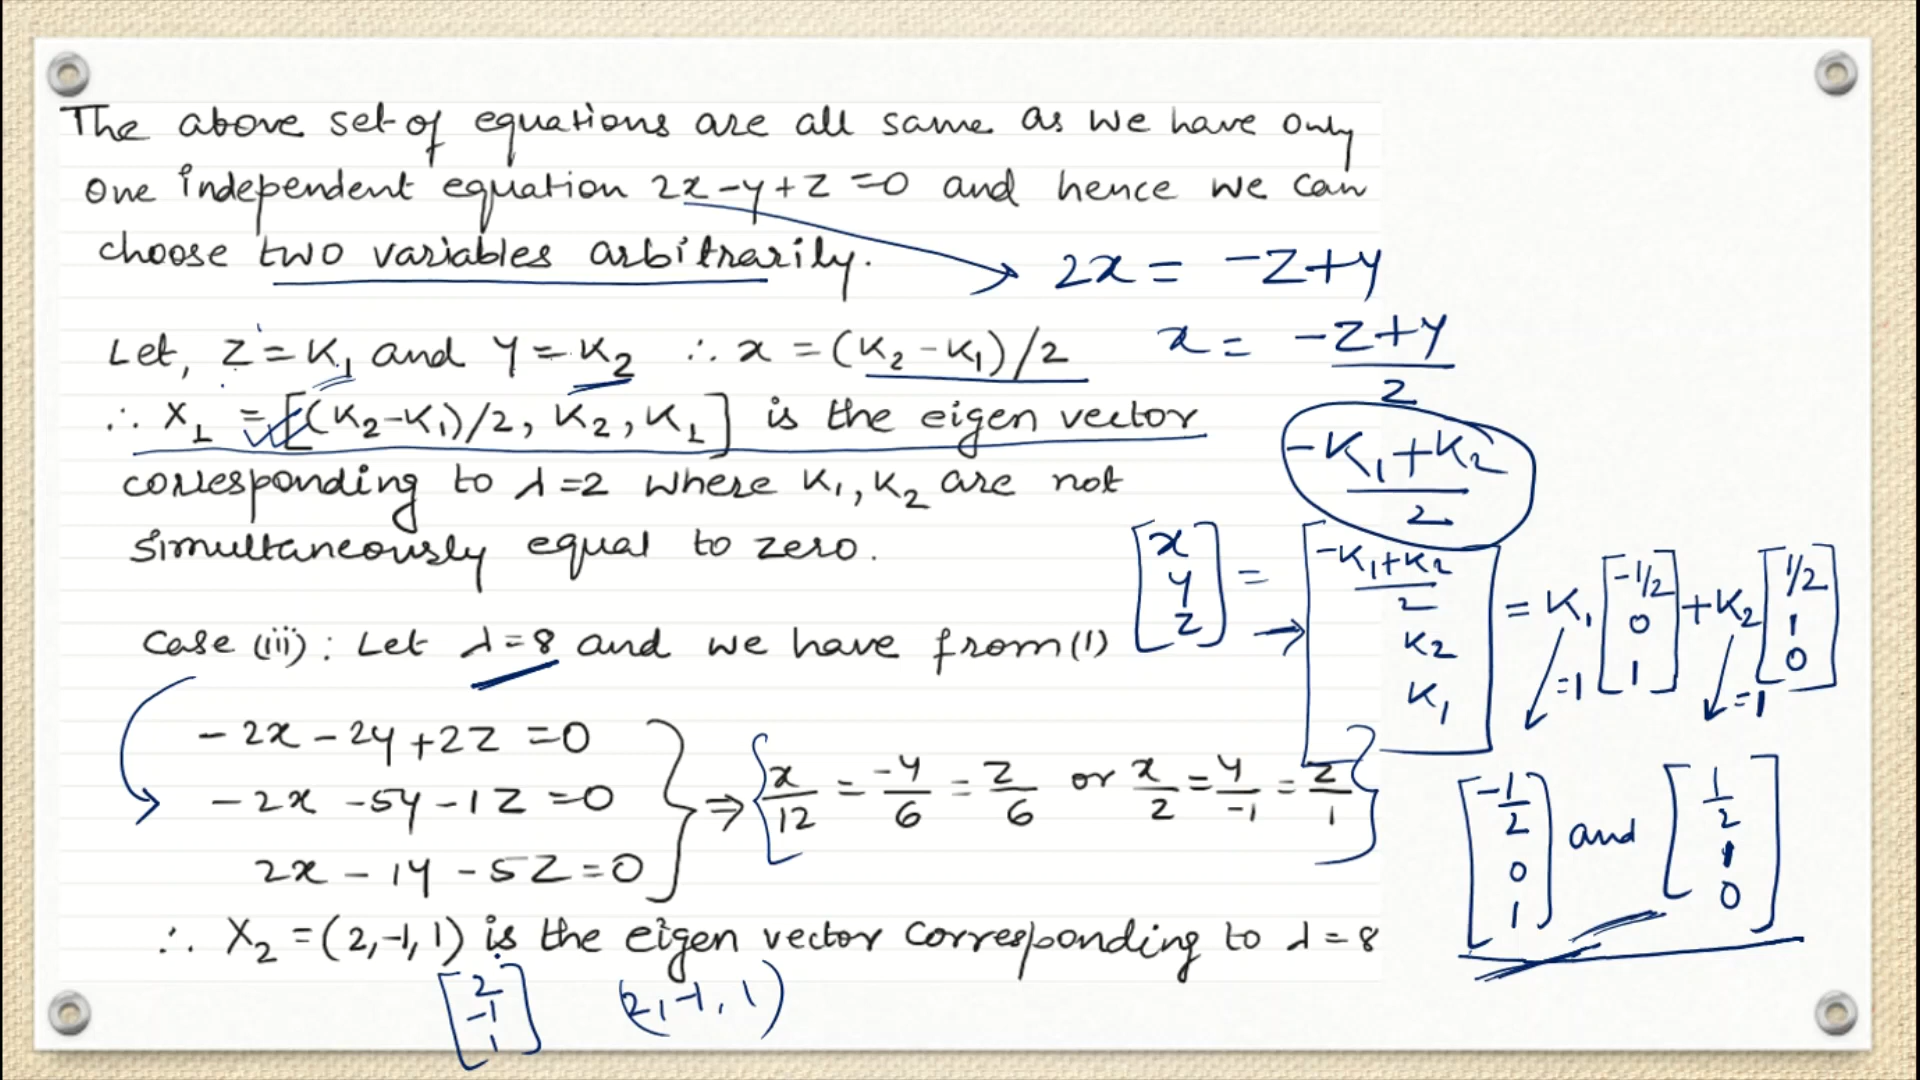 The above set of equations are all same as we have only
one independent equation 2x-y+z=0 and hence we can
choose two variables arbitrarily.
2x = -z+y
Let, z=K₁ and y=K₂ ∴ x=(K₂-K₁)/2
x = (-z+y)/2
∴ X₁ = [(K₂-K₁)/2, K₂, K₁] is the eigen vector
(-K₁+K₂)/2
corresponding to λ=2 where K₁,K₂ are not
simultaneously equal to zero.
[x y z] = [(-K₁+K₂)/2 K₂ K₁] = K₁ [-1/2 0 1] + K₂ [1/2 1 0]
=1 =1
Case (iii): Let λ=8 and we have from (1)
-2x-2y+2z=0
-2x-5y-1z=0
2x-1y-5z=0
⇒ {x/12 = -y/6 = z/6 or x/2 = y/-1 = z/1}
[-1/2 0 1] and [1/2 1 0]
∴ X₂=(2,-1,1) is the eigen vector corresponding to λ=8
[2 -1 1] (2,-1,1)